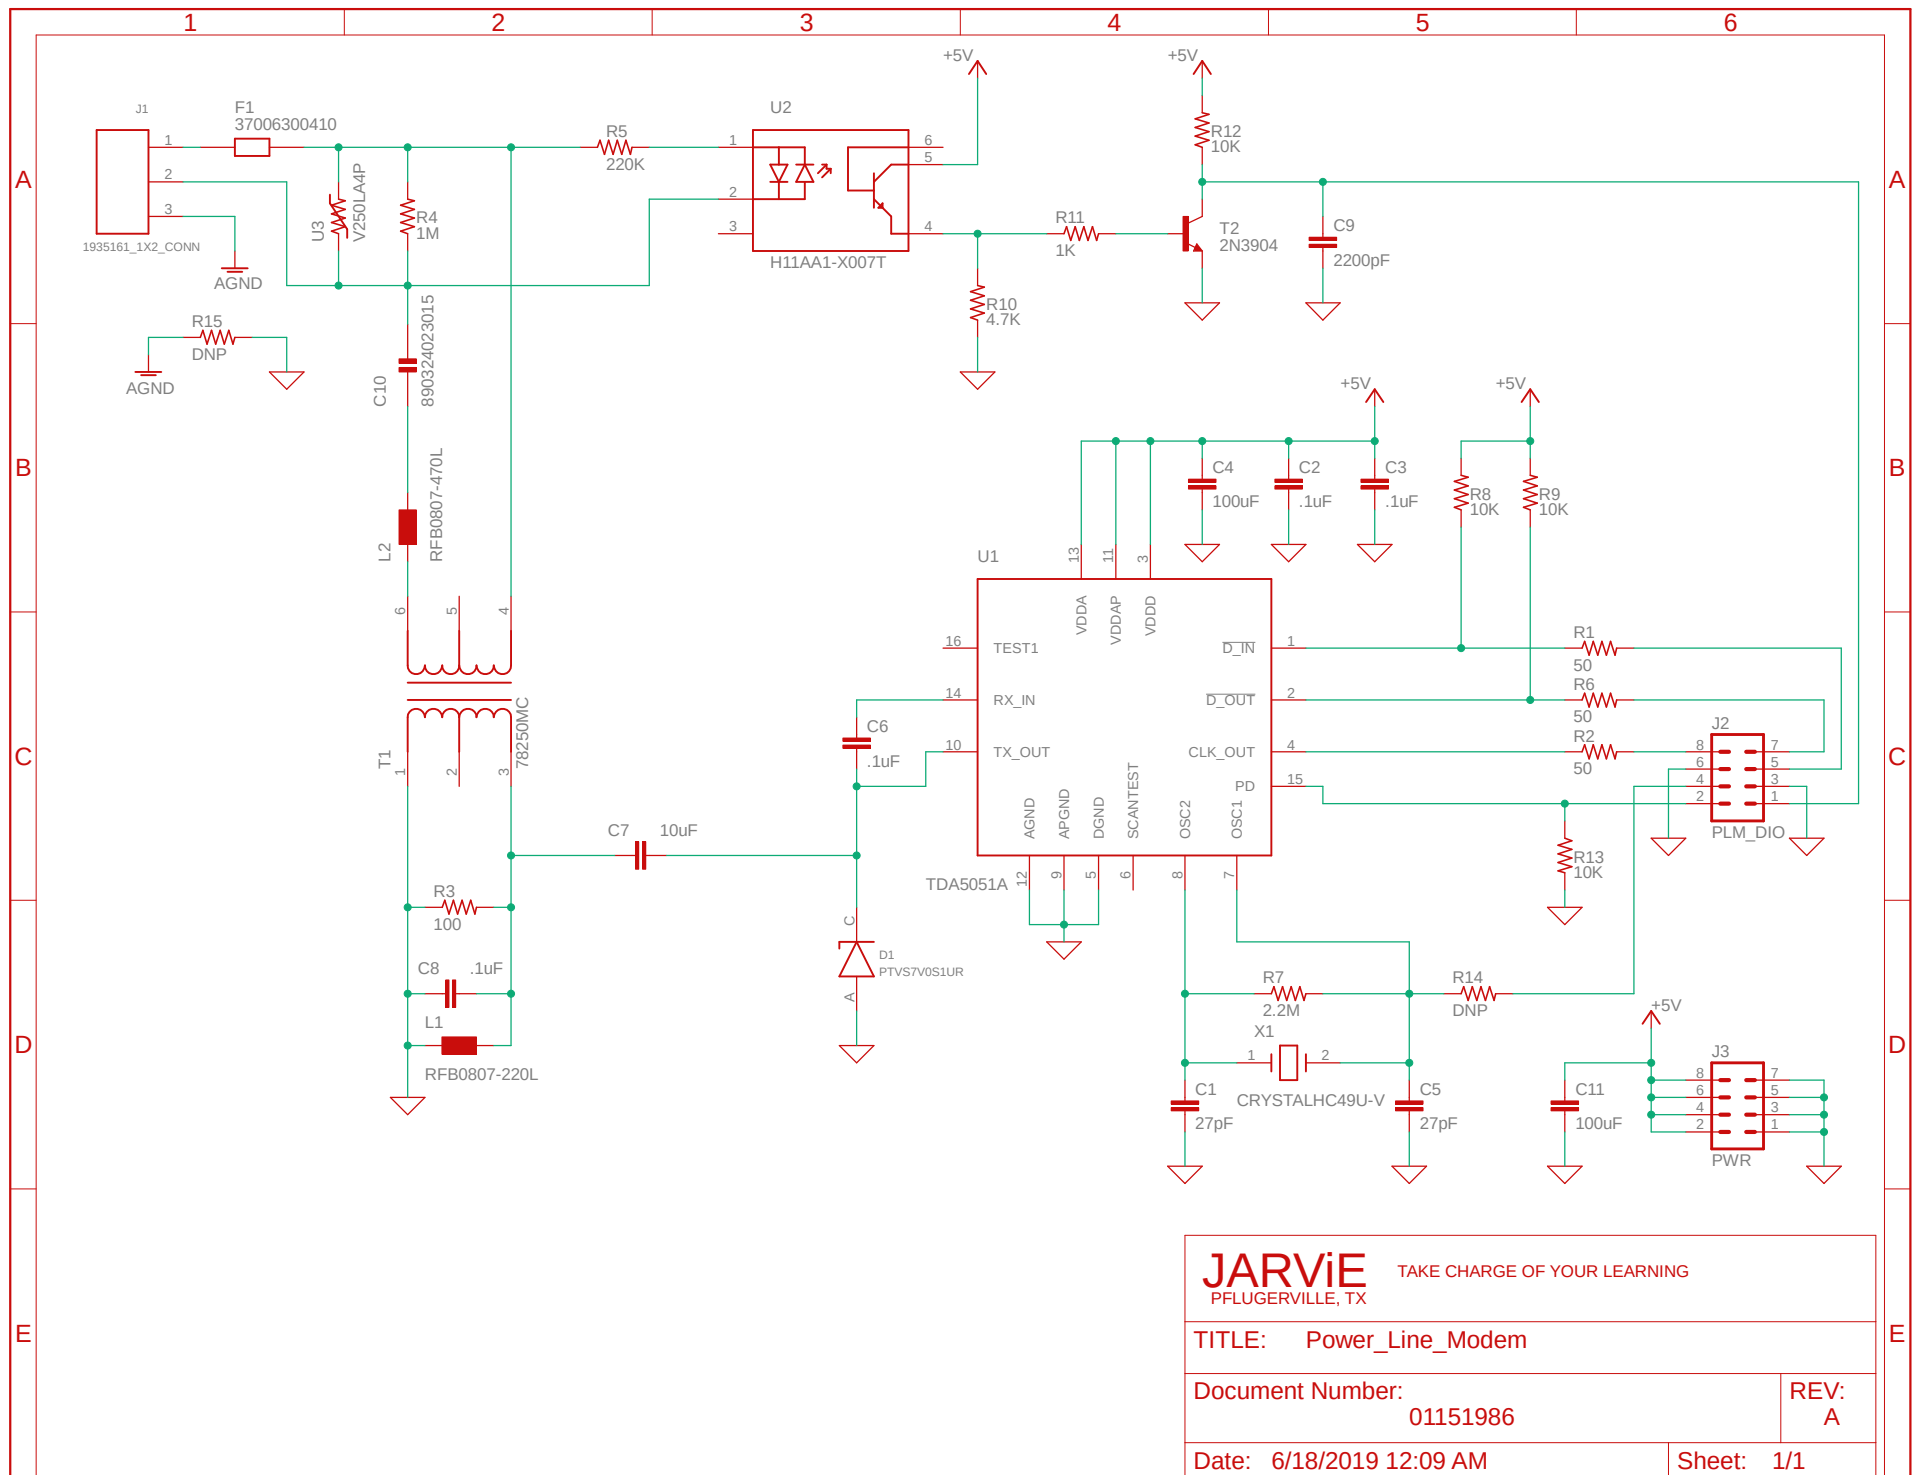 1 2 3 4 5 6
A A
B B
C C
D D
E E
J1
1
2
3
1935161_1X2_CONN
F1
37006300410
AGND
R15
DNP
AGND
U3
V250LA4P
R4
1M
C10
890324023015
L2
RFB0807-470L
R5
220K
U2
1
2
3
6
5
4
H11AA1-X007T
+5V
R11
1K
R10
4.7K
+5V
R12
10K
T2
2N3904
C9
2200pF
6 5 4
T1
78250MC
1 2 3
R3
100
C8 .1uF
L1
RFB0807-220L
C7 10uF
C6
.1uF
C
D1
PTVS7V0S1UR
A
+5V
C4
100uF
C2
.1uF
C3
.1uF
+5V
R8
10K
R9
10K
U1
13 11 3
VDDA VDDAP VDDD
16 TEST1
14 RX_IN
10 TX_OUT
D_IN 1
D_OUT 2
CLK_OUT 4
PD 15
AGND APGND DGND SCANTEST OSC2 OSC1
12 9 5 6 8 7
TDA5051A
R1
50
R6
50
R2
50
J2
8 7
6 5
4 3
2 1
PLM_DIO
R13
10K
R7
2.2M
R14
DNP
X1
1 2
CRYSTALHC49U-V
C1
27pF
C5
27pF
+5V
C11
100uF
J3
8 7
6 5
4 3
2 1
PWR
JARViE TAKE CHARGE OF YOUR LEARNING
PFLUGERVILLE, TX
TITLE: Power_Line_Modem
Document Number:
01151986
REV:
A
Date: 6/18/2019 12:09 AM
Sheet: 1/1